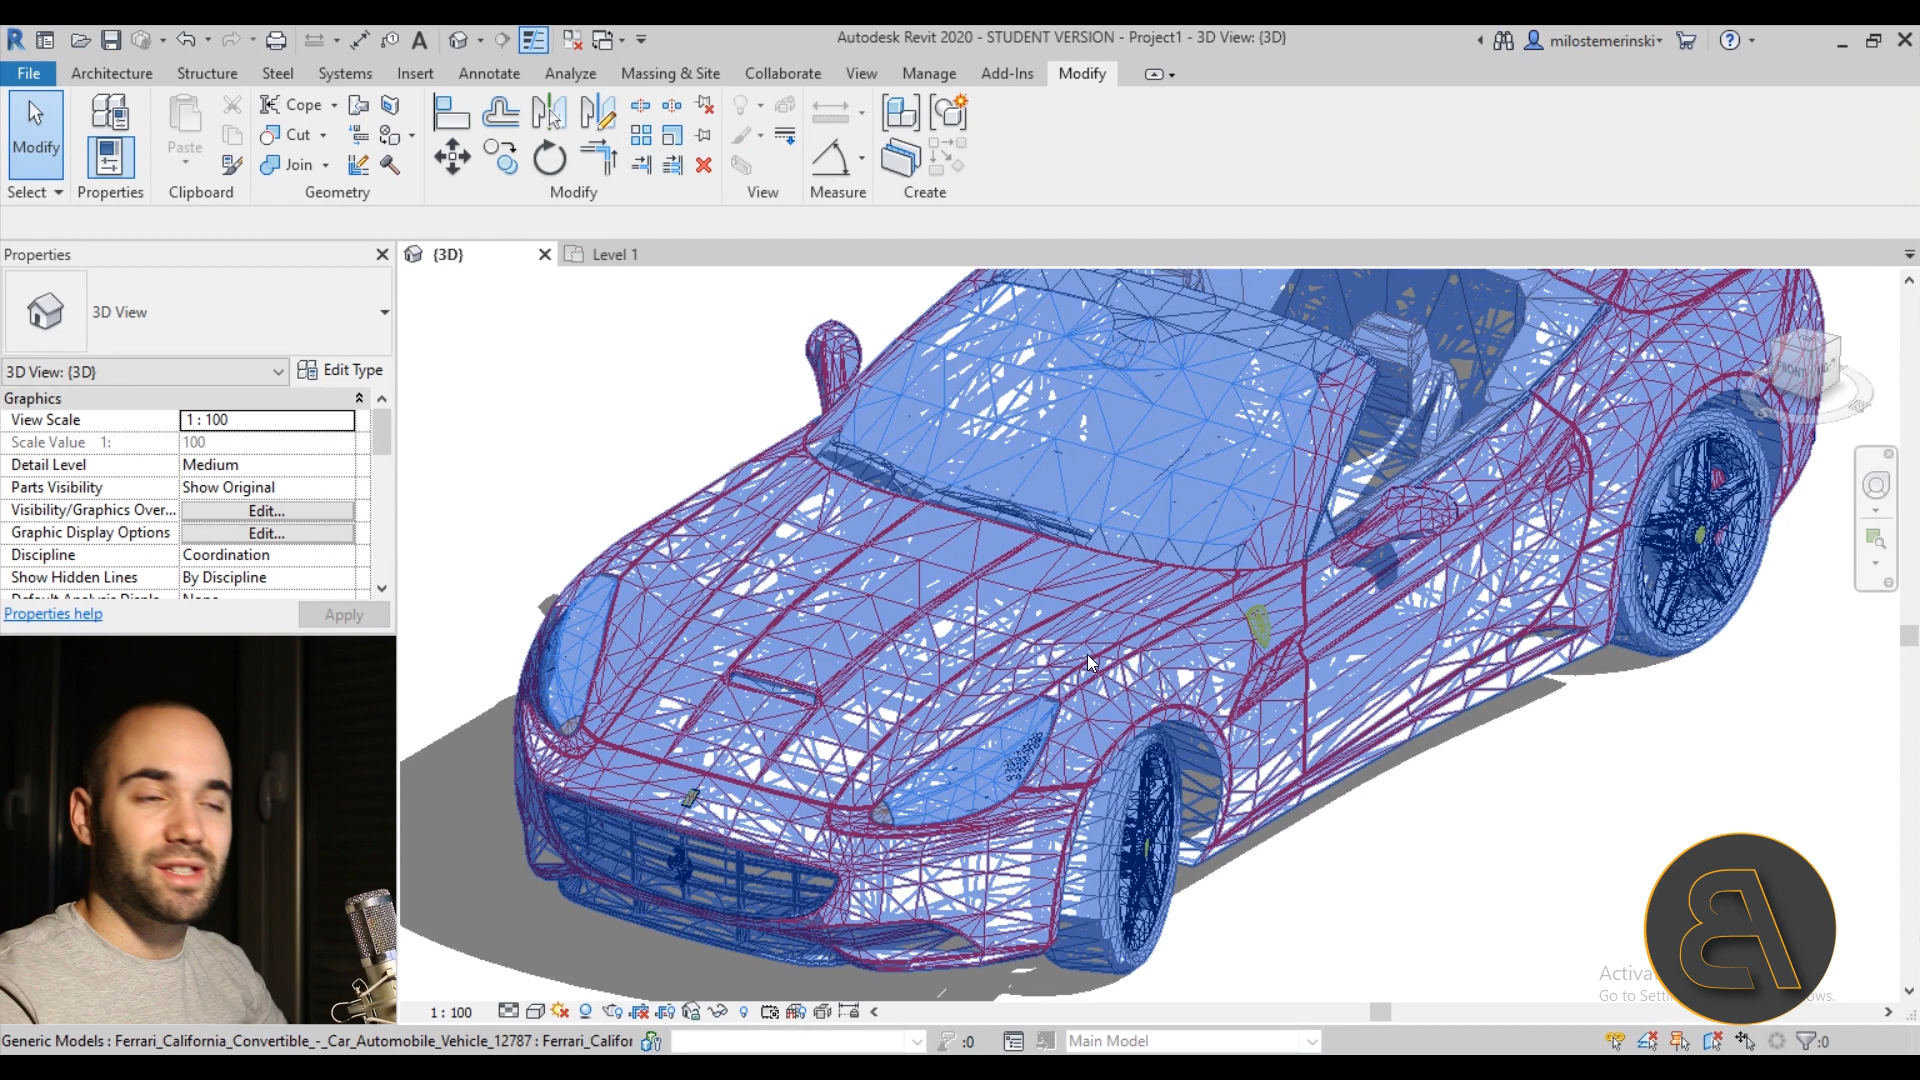 Autodesk Revit 2020 - STUDENT VERSION - Project1 - 3D View: {3D}
milostemerinski
File Architecture Structure Steel Systems Insert Annotate Analyze Massing & Site Collaborate View Manage Add-Ins Modify
Modify
Paste
Cope
Cut
Join
Select Properties Clipboard Geometry Modify View Measure Create
Properties
{3D}
Level 1
3D View
3D View: {3D}
Edit Type
Graphics
View Scale 1 : 100
Scale Value 1: 100
Detail Level Medium
Parts Visibility Show Original
Visibility/Graphics Over... Edit...
Graphic Display Options Edit...
Discipline Coordination
Show Hidden Lines By Discipline
Properties help
Apply
FRONT
1 : 100
Activa
Go to Setti
ows.
Generic Models : Ferrari_California_Convertible_-_Car_Automobile_Vehicle_12787 : Ferrari_Califor
:0
Main Model
:0